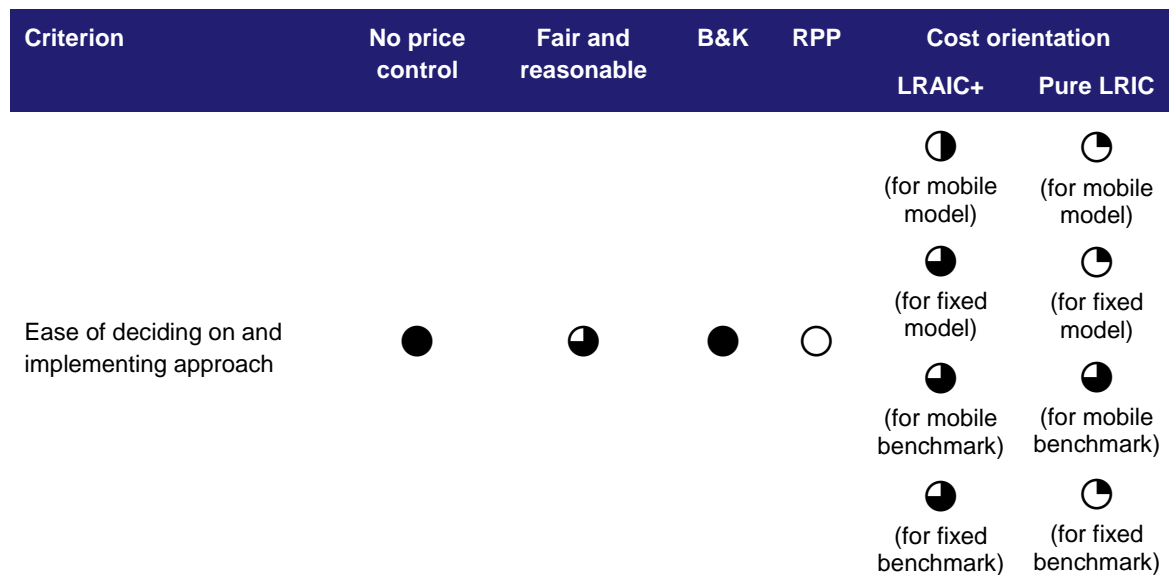 Criterion
No price
control
Fair and
reasonable
B&K
RPP
Cost orientation
LRAIC+
Pure LRIC
Ease of deciding on and
implementing approach
(for mobile
model)
(for mobile
model)
(for fixed
model)
(for fixed
model)
(for mobile
benchmark)
(for mobile
benchmark)
(for fixed
benchmark)
(for fixed
benchmark)